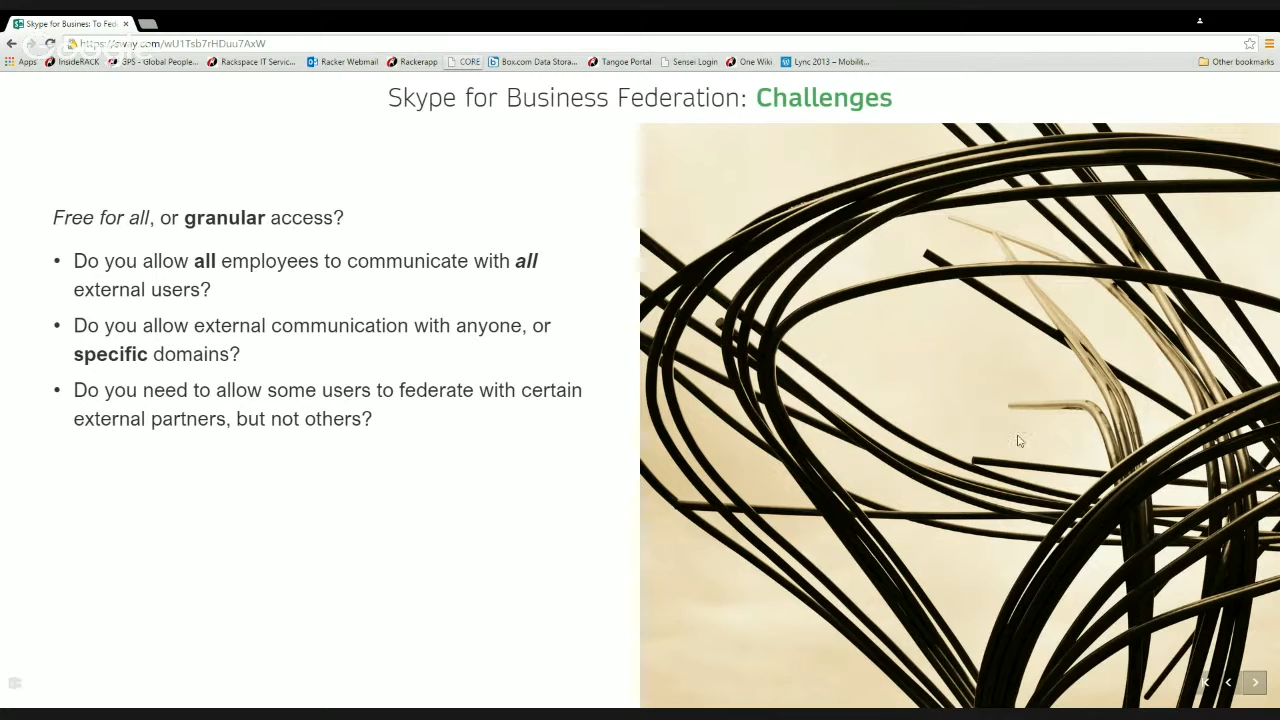 Skype for Busines: To Fed
https://sway.com/wU1Tsb7rHDuu7AxW
Google
Apps InsideRACK GPS - Global People... Rackspace IT Servic... Racker Webmail Rackerapp CORE Box.com Data Stora... Tangoe Portal Sensei Login One Wiki Lync 2013 – Mobilit... Other bookmarks
Skype for Business Federation: Challenges
Free for all, or granular access?
• Do you allow all employees to communicate with all
external users?
• Do you allow external communication with anyone, or
specific domains?
• Do you need to allow some users to federate with certain
external partners, but not others?